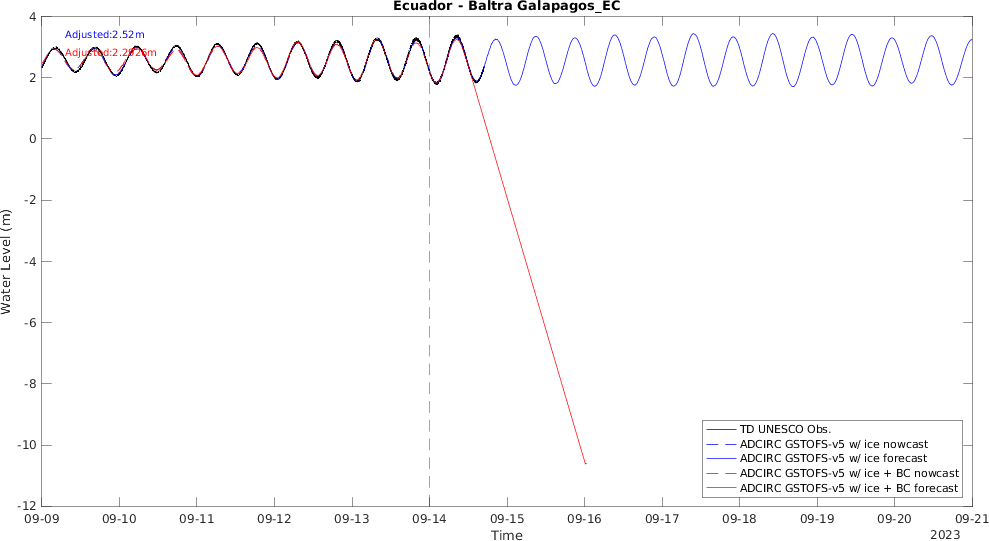 Ecuador - Baltra Galapagos_EC
Adjusted:2.52m
Adjusted:2.2926m
Water Level (m)
4
2
0
-2
-4
-6
-8
-10
-12
TD UNESCO Obs.
ADCIRC GSTOFS-v5 w/ ice nowcast
ADCIRC GSTOFS-v5 w/ ice forecast
ADCIRC GSTOFS-v5 w/ ice + BC nowcast
ADCIRC GSTOFS-v5 w/ ice + BC forecast
09-09 09-10 09-11 09-12 09-13 09-14 09-15 09-16 09-17 09-18 09-19 09-20 09-21
Time
2023